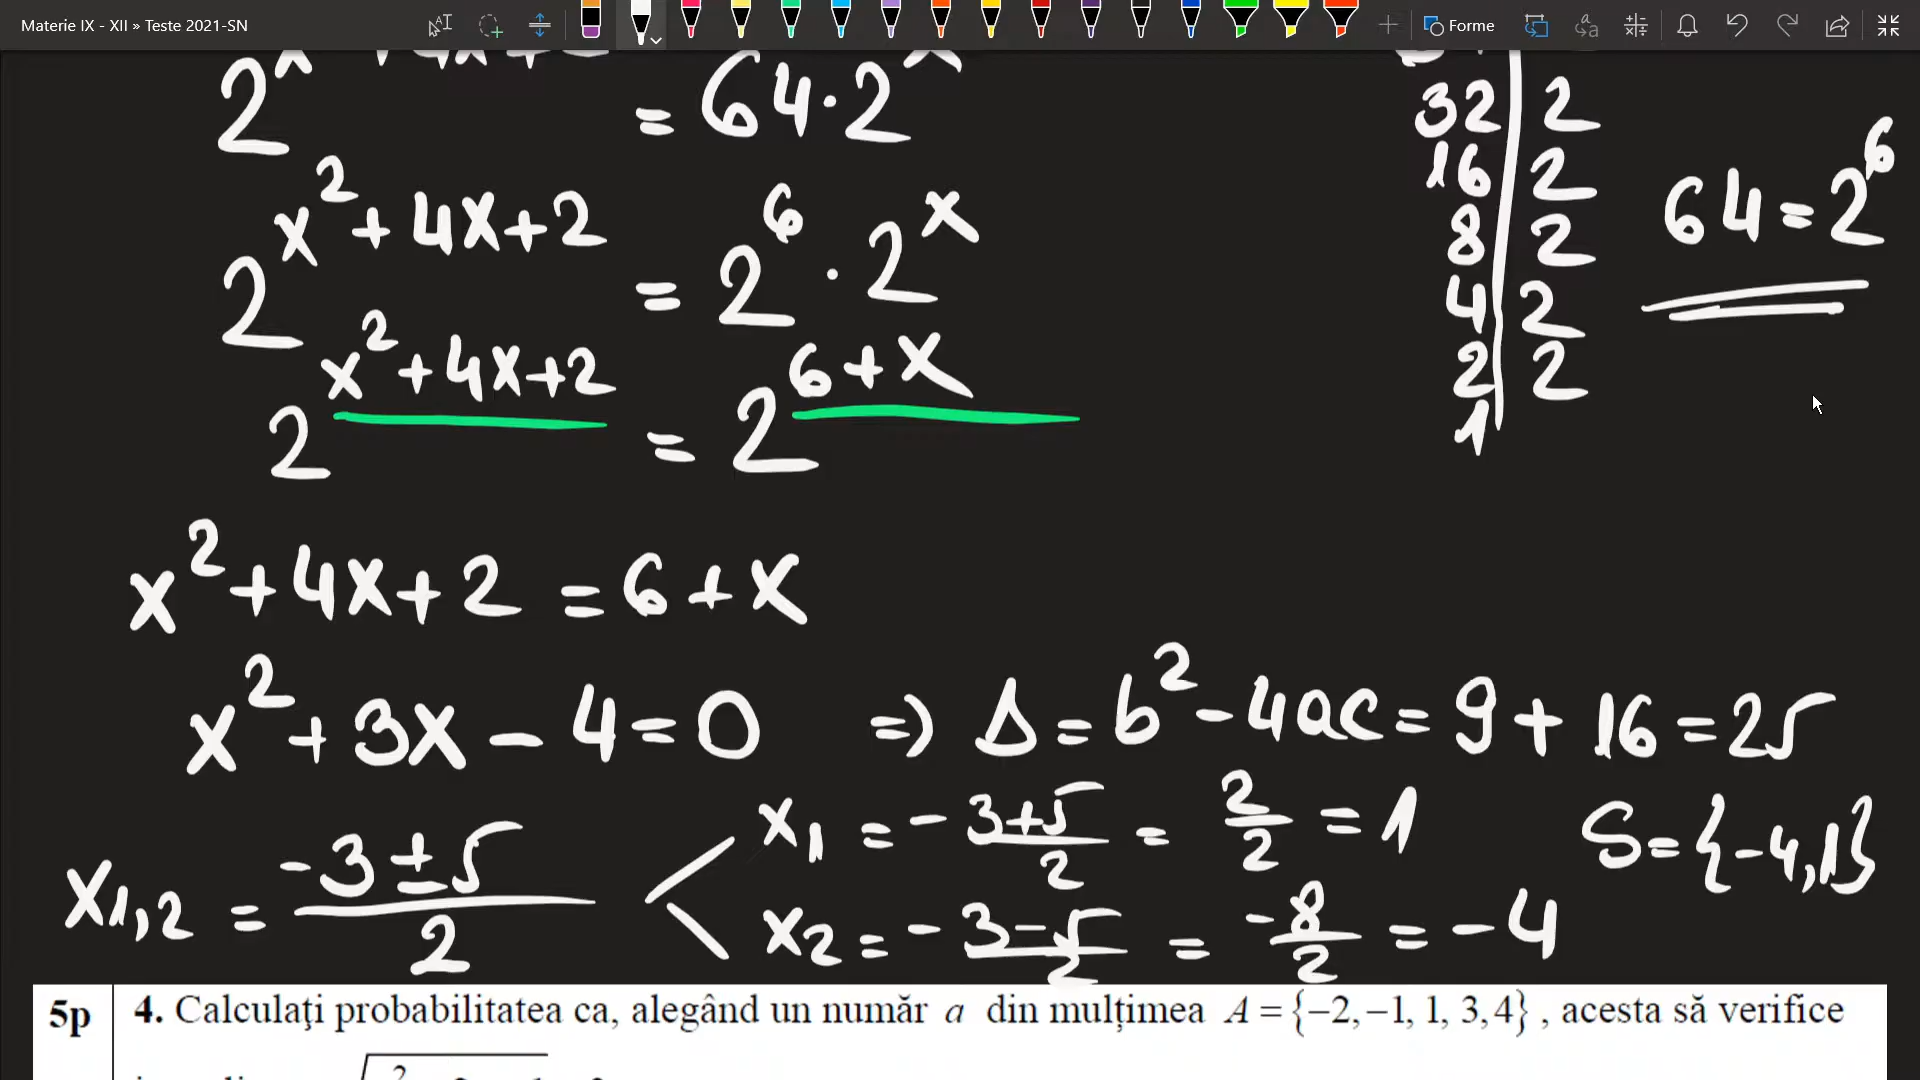 Materie IX - XII » Teste 2021-SN
Forme
2^x² + 4x + 2 = 64 · 2^x
2^x² + 4x + 2 = 2^6 · 2^x
2^x² + 4x + 2 = 2^6 + x
32 | 2
16 | 2
8 | 2
4 | 2
2 | 2
1
64 = 2^6
x² + 4x + 2 = 6 + x
x² + 3x - 4 = 0 => Δ = b² - 4ac = 9 + 16 = 25
x1,2 = -3 ± 5 / 2
x1 = -3+5 / 2 = 2/2 = 1
x2 = -3-5 / 2 = -8/2 = -4
S = {-4, 1}
5p 4. Calculați probabilitatea ca, alegând un număr a din mulțimea A = {−2, −1, 1, 3, 4} , acesta să verifice